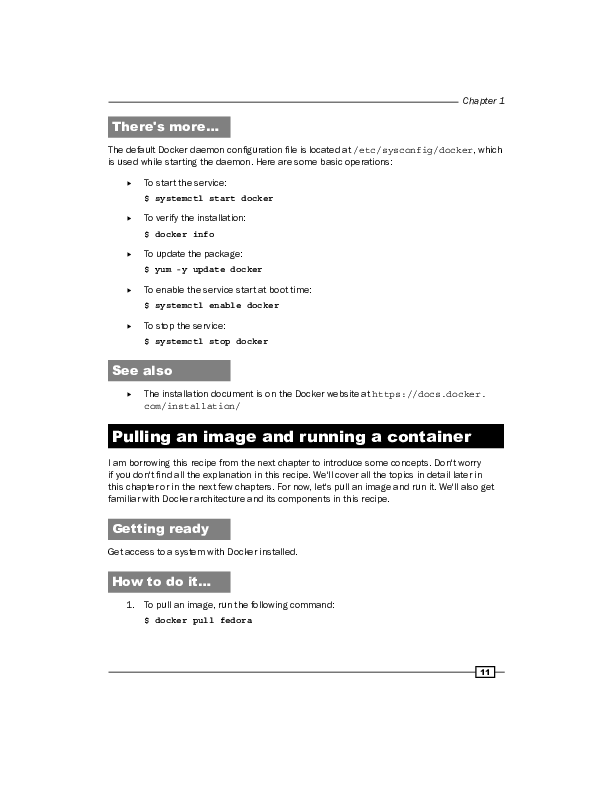 Chapter 1
There's more…
The default Docker daemon configuration file is located at /etc/sysconfig/docker, which
is used while starting the daemon. Here are some basic operations:
► To start the service:
$ systemctl start docker
► To verify the installation:
$ docker info
► To update the package:
$ yum -y update docker
► To enable the service start at boot time:
$ systemctl enable docker
► To stop the service:
$ systemctl stop docker
See also
► The installation document is on the Docker website at https://docs.docker.
com/installation/
Pulling an image and running a container
I am borrowing this recipe from the next chapter to introduce some concepts. Don't worry
if you don't find all the explanation in this recipe. We'll cover all the topics in detail later in
this chapter or in the next few chapters. For now, let's pull an image and run it. We'll also get
familiar with Docker architecture and its components in this recipe.
Getting ready
Get access to a system with Docker installed.
How to do it…
1. To pull an image, run the following command:
$ docker pull fedora
11